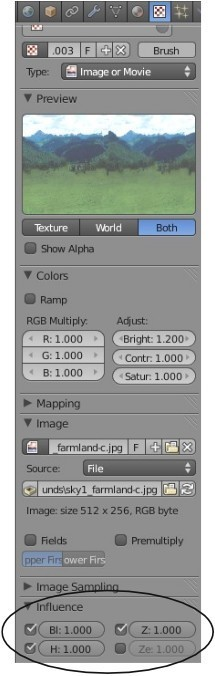 .003 F Brush
Type: Image or Movie
Preview
Texture World Both
Show Alpha
Colors
Ramp
RGB Multiply: Adjust:
R: 1.000 Bright: 1.200
G: 1.000 Contr: 1.000
B: 1.000 Satur: 1.000
Mapping
Image
_farmland-c.jpg F
Source: File
unds\sky1_farmland-c.jpg
Image: size 512 x 256, RGB byte
Fields Premultiply
pper Firs ower Firs
Image Sampling
Influence
Bl: 1.000 Z: 1.000
H: 1.000 Ze: 1.000